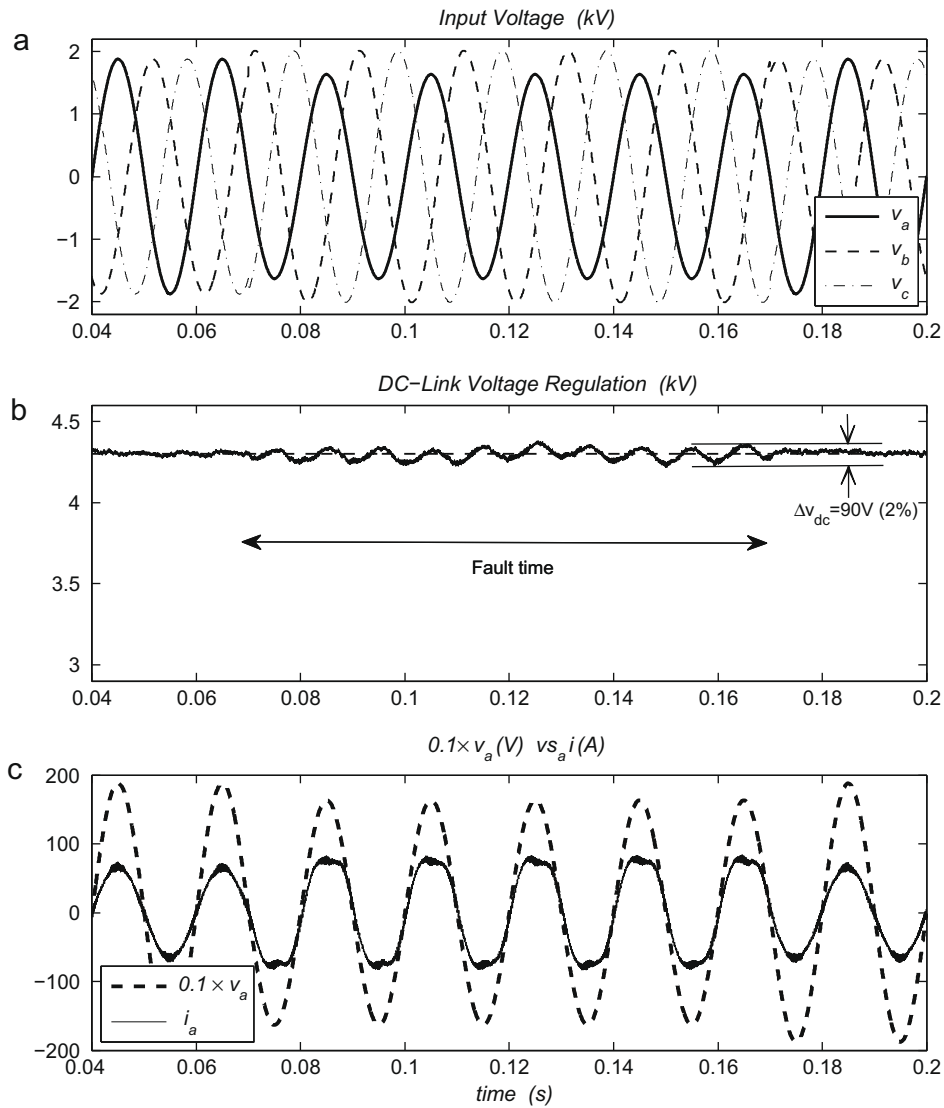 Input Voltage (kV)
a
2
1
0
−1
−2
v_a
v_b
v_c
0.04 0.06 0.08 0.1 0.12 0.14 0.16 0.18 0.2
DC−Link Voltage Regulation (kV)
b
4.5
4
3.5
3
Δv_dc=90V (2%)
Fault time
0.04 0.06 0.08 0.1 0.12 0.14 0.16 0.18 0.2
0.1× v_a (V) vs_a i (A)
c
200
100
0
−100
−200
0.1 × v_a
i_a
0.04 0.06 0.08 0.1 0.12 0.14 0.16 0.18 0.2
time (s)